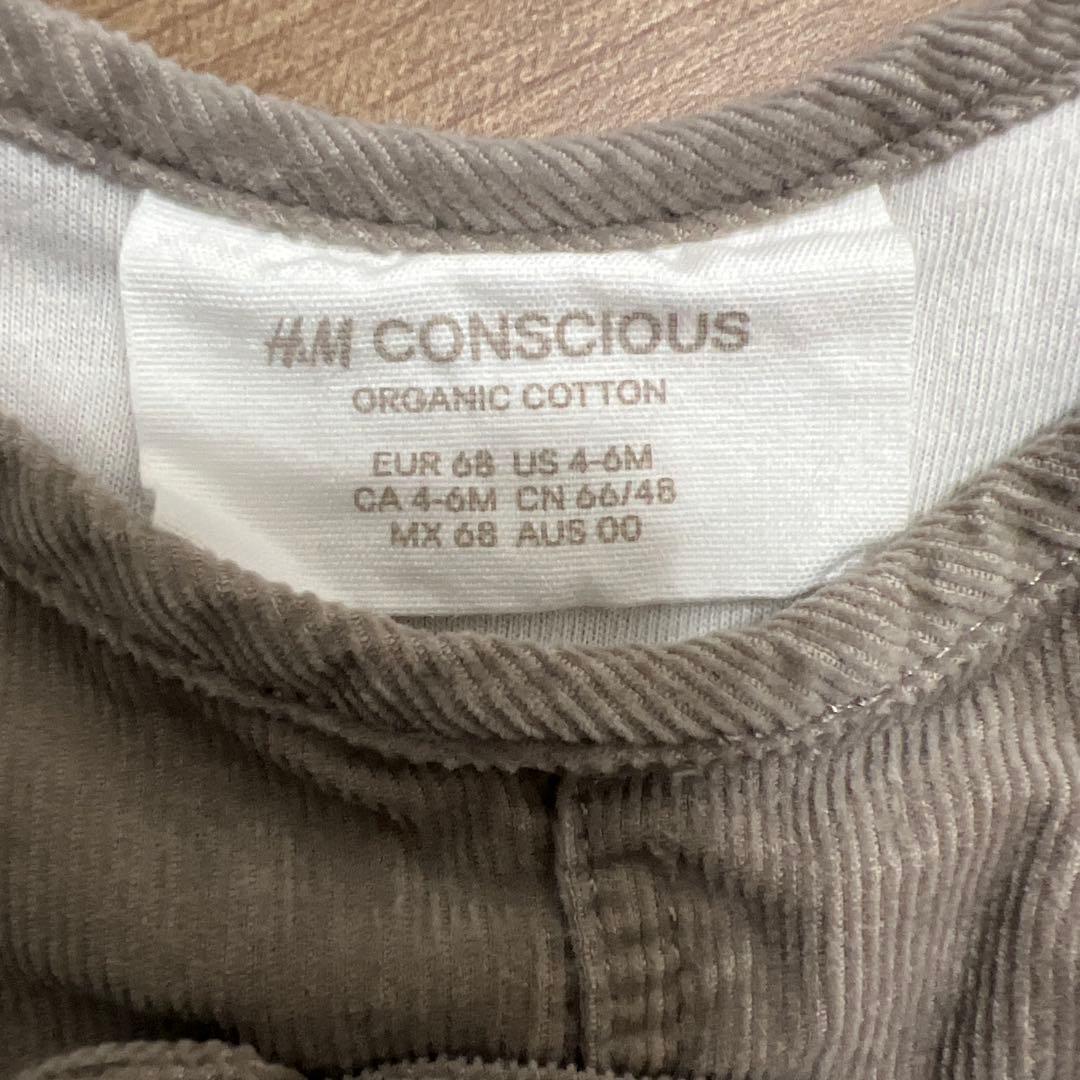 H&M CONSCIOUS
ORGANIC COTTON
EUR 68 US 4-6M
CA 4-6M CN 66/48
MX 68 AUS 00